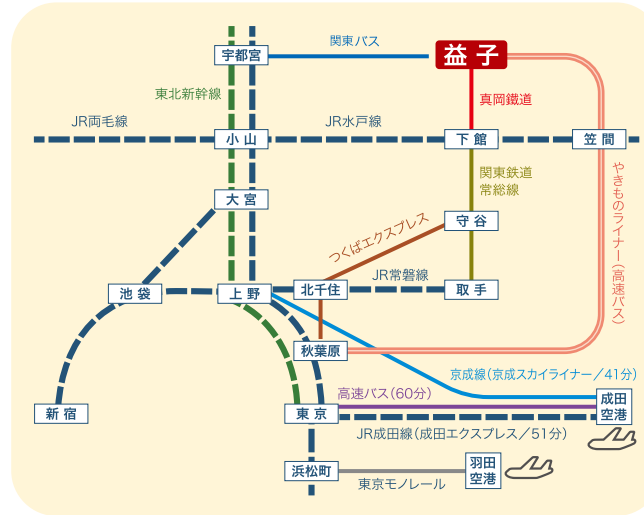 関東バス
益子
宇都宮
東北新幹線
真岡鐵道
JR両毛線
JR水戸線
小山
下館
笠間
関東鉄道
常総線
やきものライナー(高速バス)
大宮
守谷
つくばエクスプレス
JR常磐線
池袋
上野
北千住
取手
秋葉原
京成線(京成スカイライナー/41分)
高速バス(60分)
成田
空港
新宿
東京
JR成田線(成田エクスプレス/51分)
浜松町
羽田
空港
東京モノレール